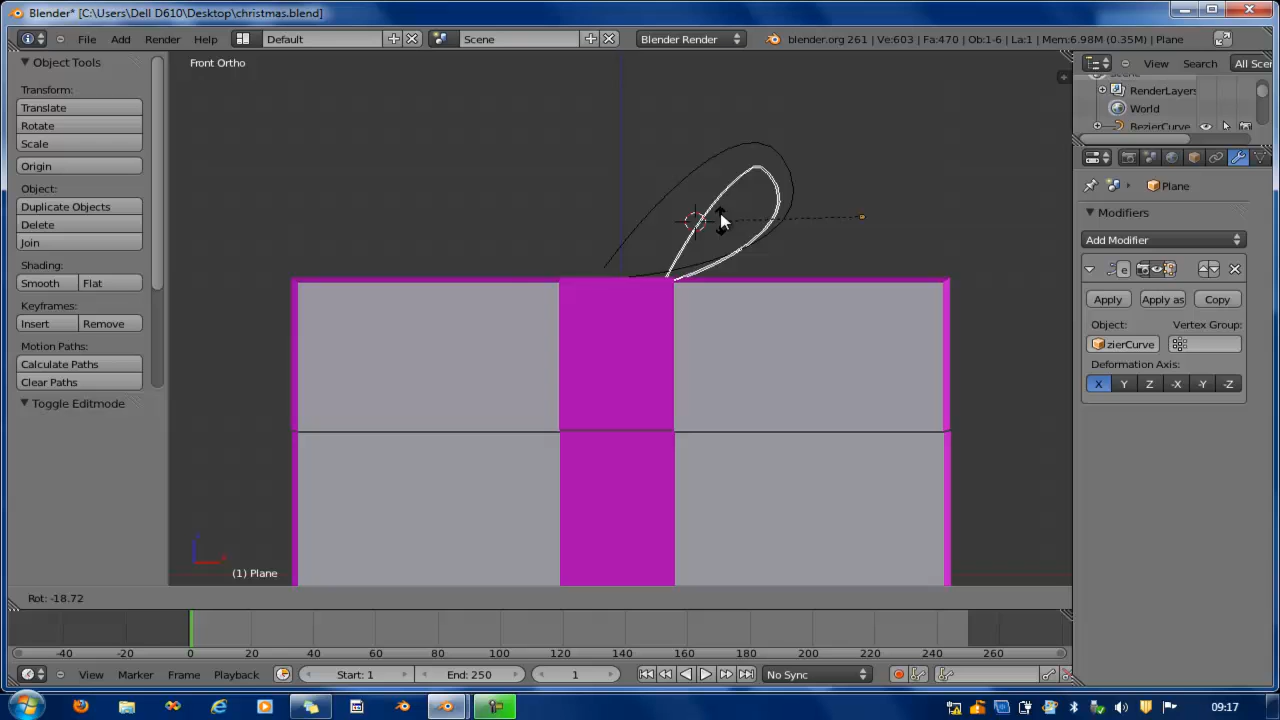 Blender* [C:\Users\Dell D610\Desktop\christmas.blend]
File Add Render Help Default Scene Blender Render blender.org 261 | Ve:603 | Fa:470 | Ob:1-6 | La:1 | Mem:6.98M (0.35M) | Plane
Object Tools
Transform:
Translate
Rotate
Scale
Origin
Object:
Duplicate Objects
Delete
Join
Shading:
Smooth Flat
Keyframes:
Insert Remove
Motion Paths:
Calculate Paths
Clear Paths
Toggle Editmode
Front Ortho
(1) Plane
View Search All Scer
RenderLayers
World
BezierCurve
Plane
Modifiers
Add Modifier
e
Apply Apply as Copy
Object: Vertex Group:
zierCurve
Deformation Axis:
X Y Z -X -Y -Z
Rot: -18.72
-40 -20 0 20 40 60 80 100 120 140 160 180 200 220 240 260
View Marker Frame Playback Start: 1 End: 250 1 No Sync
09:17